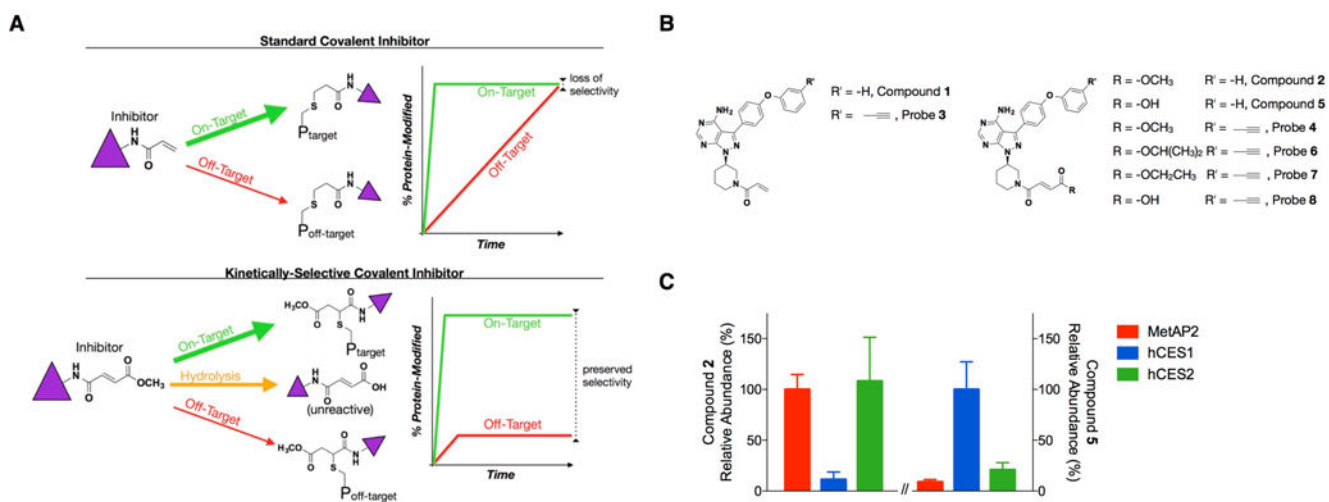 A
Standard Covalent Inhibitor
Inhibitor
H
N
O
On-Target
Off-Target
O
H
N
S
Ptarget
O
H
N
S
Poff-target
% Protein-Modified
On-Target
Off-Target
loss of
selectivity
Time
Kinetically-Selective Covalent Inhibitor
Inhibitor
H
N
O
O
OCH3
On-Target
Hydrolysis
Off-Target
H3CO
O
O
N
H
S
Ptarget
H
N
O
O
OH
(unreactive)
H3CO
O
O
N
H
S
Poff-target
% Protein-Modified
On-Target
Off-Target
preserved
selectivity
Time
B
NH2
N
N
N
N
O
R'
N
O
R' = -H, Compound 1
R' = , Probe 3
NH2
N
N
N
N
O
R'
N
O
O
R
R = -OCH3 R' = -H, Compound 2
R = -OH R' = -H, Compound 5
R = -OCH3 R' = , Probe 4
R = -OCH(CH3)2 R' = , Probe 6
R = -OCH2CH3 R' = , Probe 7
R = -OH R' = , Probe 8
C
Compound 2
Relative Abundance (%)
150
100
50
0
//
150
100
50
0
Compound 5
Relative Abundance (%)
MetAP2
hCES1
hCES2